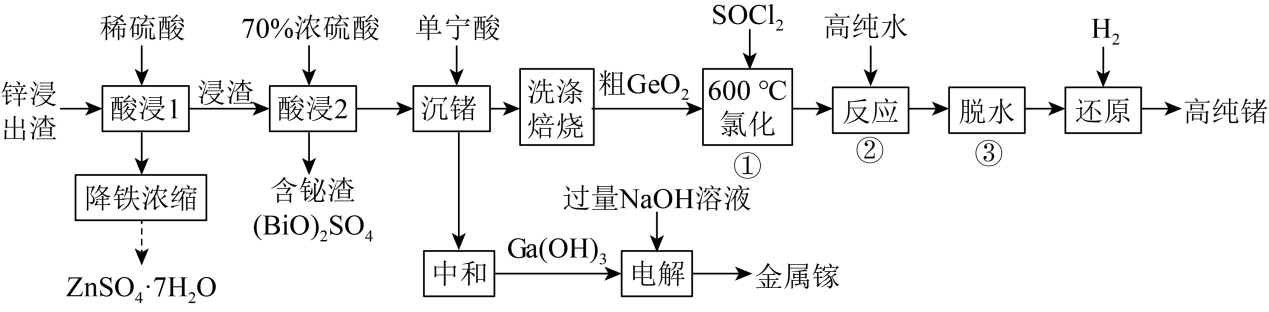 稀硫酸
70%浓硫酸
单宁酸
SOCl₂
高纯水
H₂
锌浸
出渣
酸浸1
浸渣
酸浸2
沉锗
洗涤
焙烧
粗GeO₂
600 ℃
氯化
反应
脱水
还原
高纯锗
①
②
③
降铁浓缩
含铋渣
(BiO)₂SO₄
过量NaOH溶液
ZnSO₄·7H₂O
中和
Ga(OH)₃
电解
金属镓